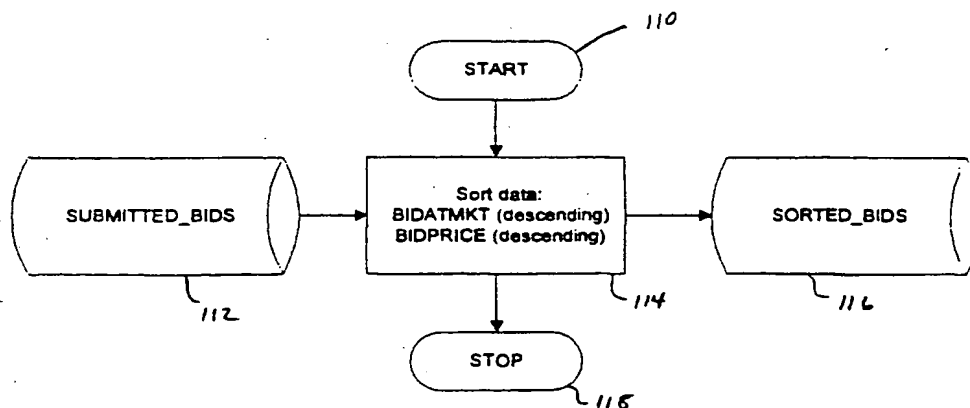 110
START
SUBMITTED_BIDS
Sort data:
BIDATMKT (descending)
BIDPRICE (descending)
SORTED_BIDS
112
114
116
STOP
118